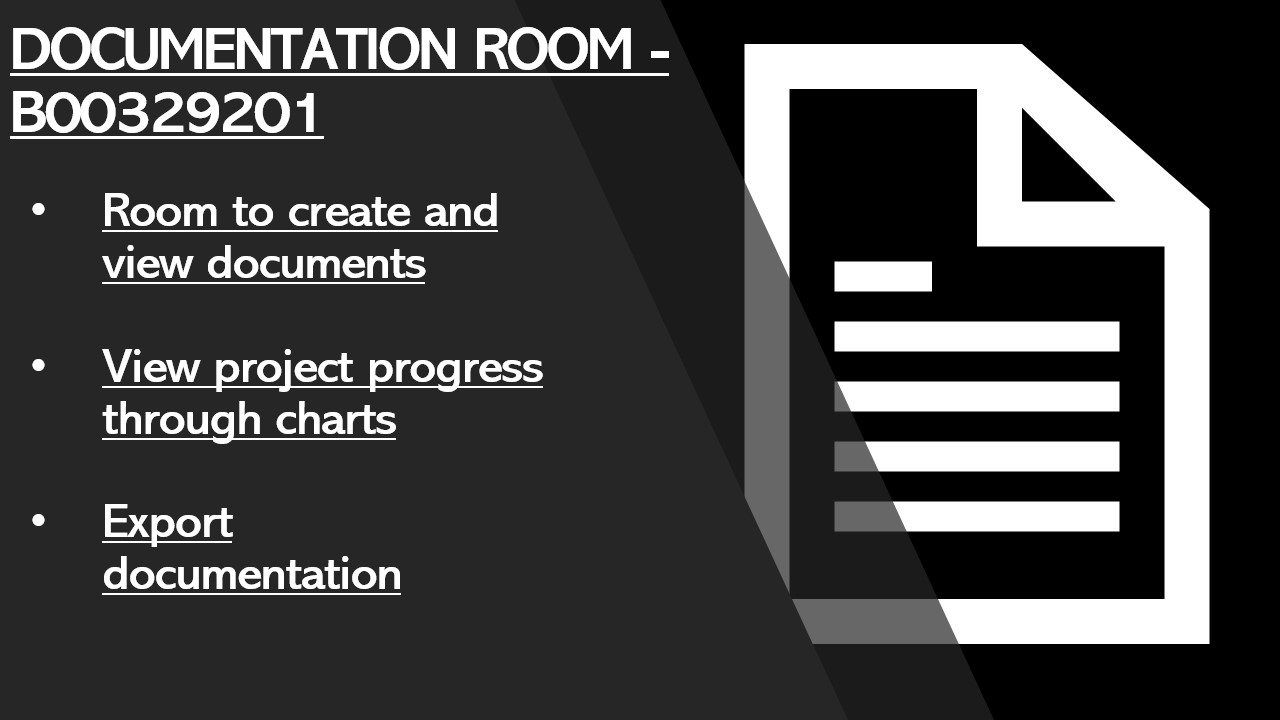 DOCUMENTATION ROOM -
B00329201
• Room to create and
view documents
• View project progress
through charts
• Export
documentation